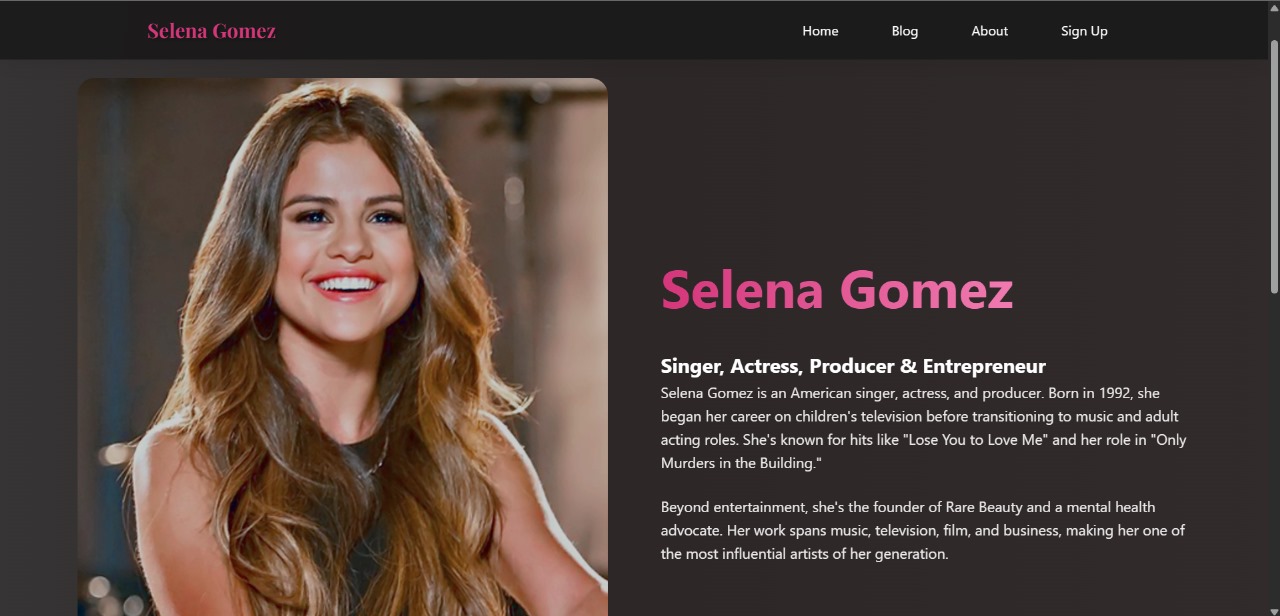 Selena Gomez
Home
Blog
About
Sign Up
Selena Gomez
Singer, Actress, Producer & Entrepreneur
Selena Gomez is an American singer, actress, and producer. Born in 1992, she
began her career on children's television before transitioning to music and adult
acting roles. She's known for hits like "Lose You to Love Me" and her role in "Only
Murders in the Building."
Beyond entertainment, she's the founder of Rare Beauty and a mental health
advocate. Her work spans music, television, film, and business, making her one of
the most influential artists of her generation.